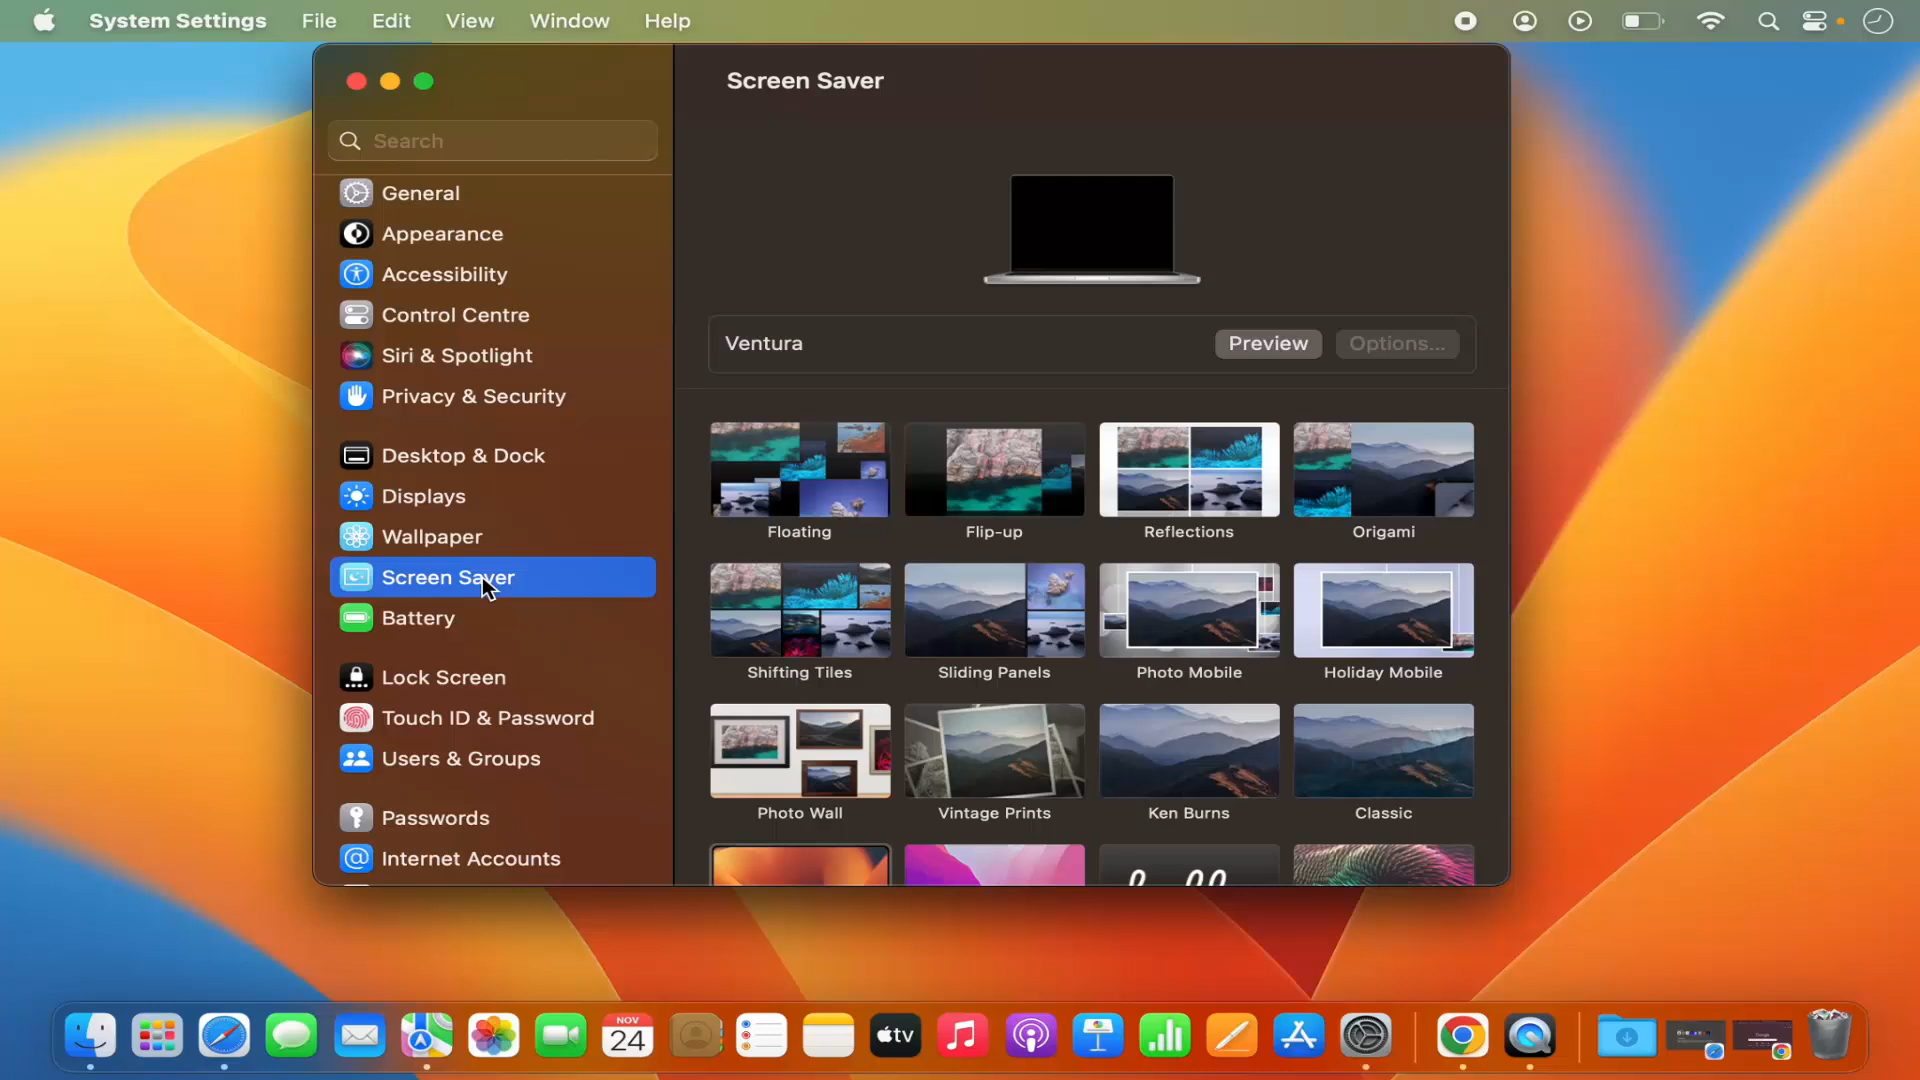 System Settings File Edit View Window Help
Screen Saver
Search
General
Appearance
Accessibility
Control Centre
Siri & Spotlight
Privacy & Security
Desktop & Dock
Displays
Wallpaper
Screen Saver
Battery
Lock Screen
Touch ID & Password
Users & Groups
Passwords
Internet Accounts
Ventura Preview Options...
Floating Flip-up Reflections Origami
Shifting Tiles Sliding Panels Photo Mobile Holiday Mobile
Photo Wall Vintage Prints Ken Burns Classic
NOV
24
tv